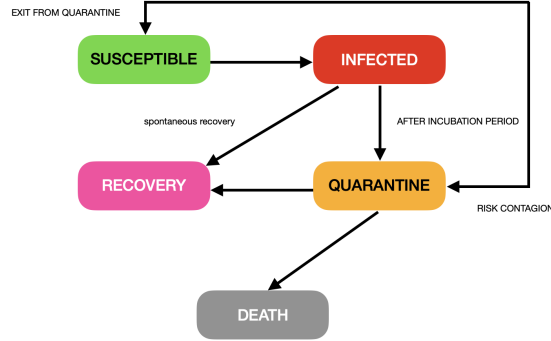 EXIT FROM QUARANTINE
SUSCEPTIBLE
INFECTED
spontaneous recovery
AFTER INCUBATION PERIOD
RECOVERY
QUARANTINE
RISK CONTAGION
DEATH